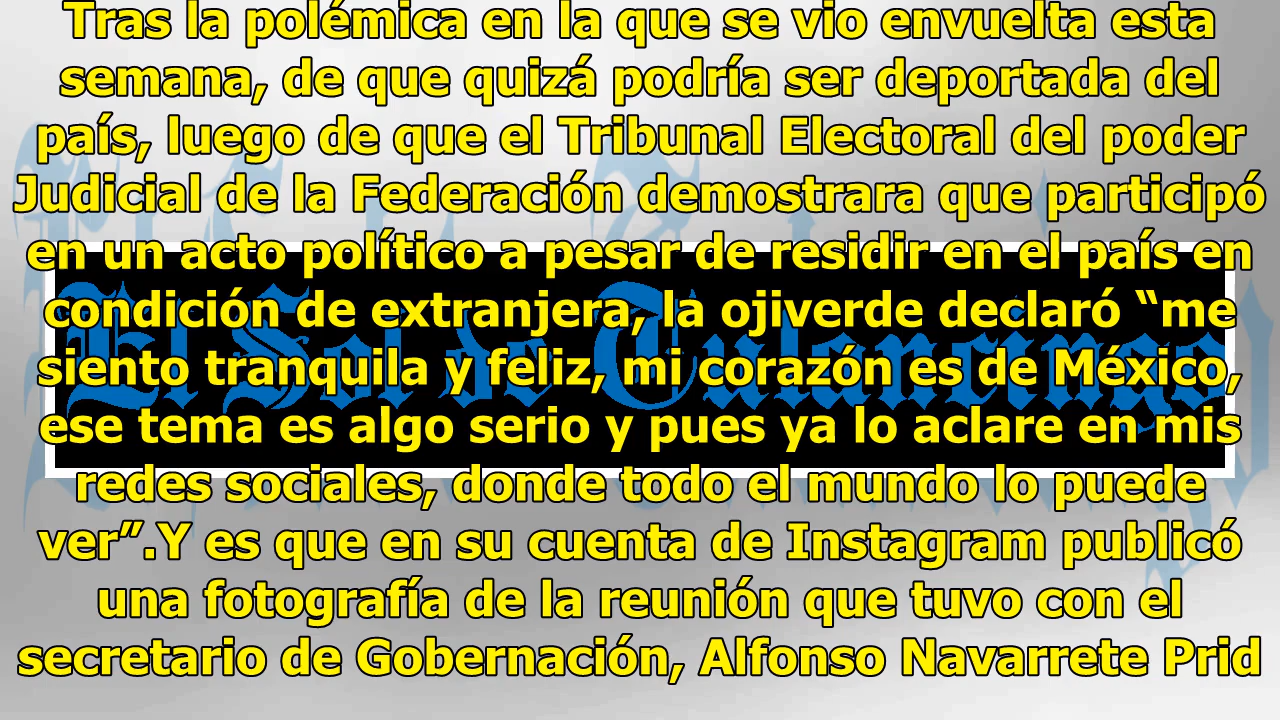 Tras la polémica en la que se vio envuelta esta
semana, de que quizá podría ser deportada del
país, luego de que el Tribunal Electoral del poder
Judicial de la Federación demostrara que participó
en un acto político a pesar de residir en el país en
condición de extranjera, la ojiverde declaró “me
siento tranquila y feliz, mi corazón es de México,
ese tema es algo serio y pues ya lo aclare en mis
redes sociales, donde todo el mundo lo puede
ver”.Y es que en su cuenta de Instagram publicó
una fotografía de la reunión que tuvo con el
secretario de Gobernación, Alfonso Navarrete Prid
El Sol de Tulancingo